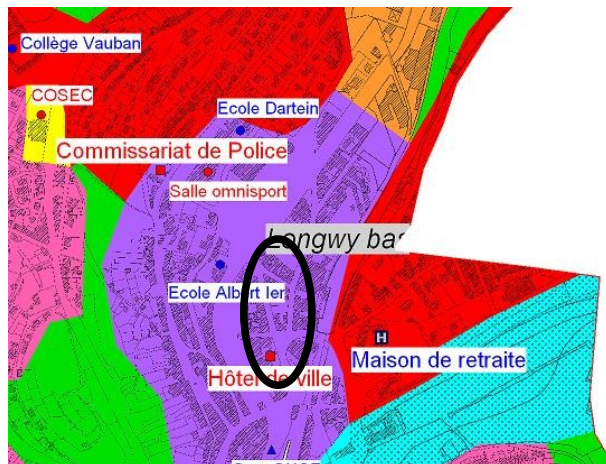 Collège Vauban
COSEC
Ecole Dartein
Commissariat de Police
Salle omnisport
Longwy bas
Ecole Albert Ier
H
Maison de retraite
Hôtel de ville